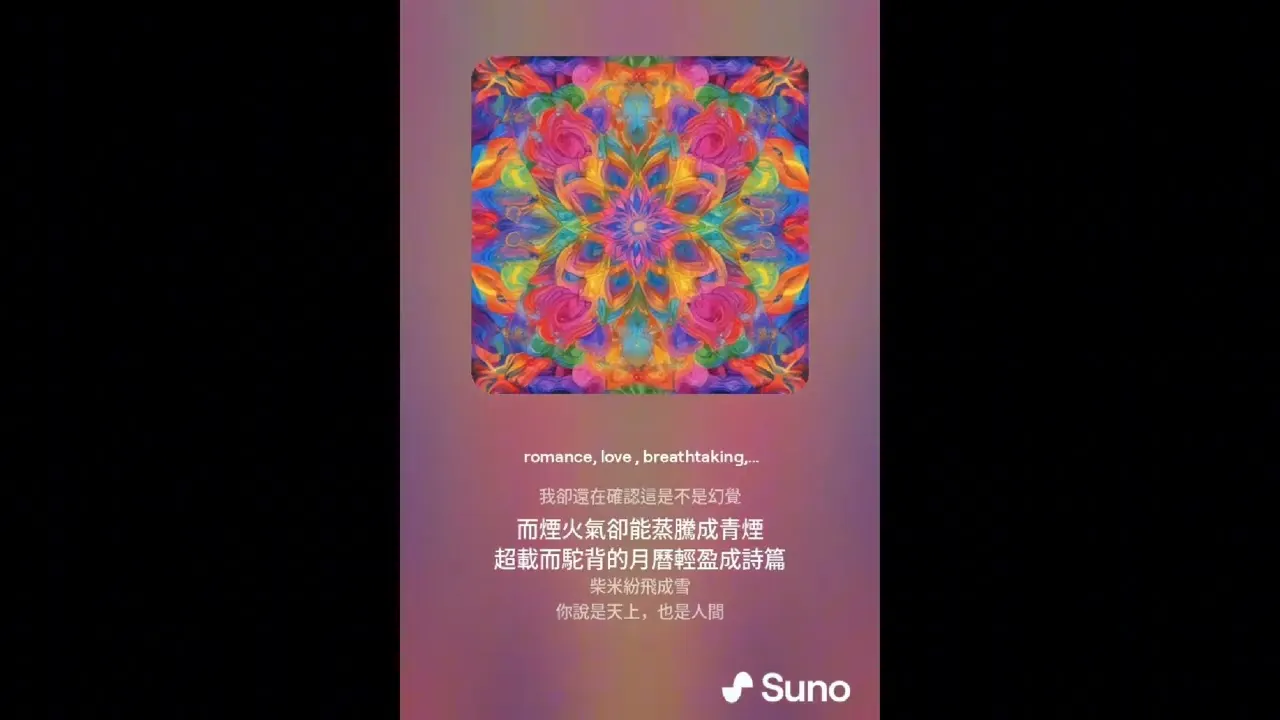 romance, love , breathtaking,...
我卻還在確認這是不是幻覺
而煙火氣卻能蒸騰成青煙
超載而駝背的月曆輕盈成詩篇
柴米紛飛成雪
你說是天上，也是人間
Suno